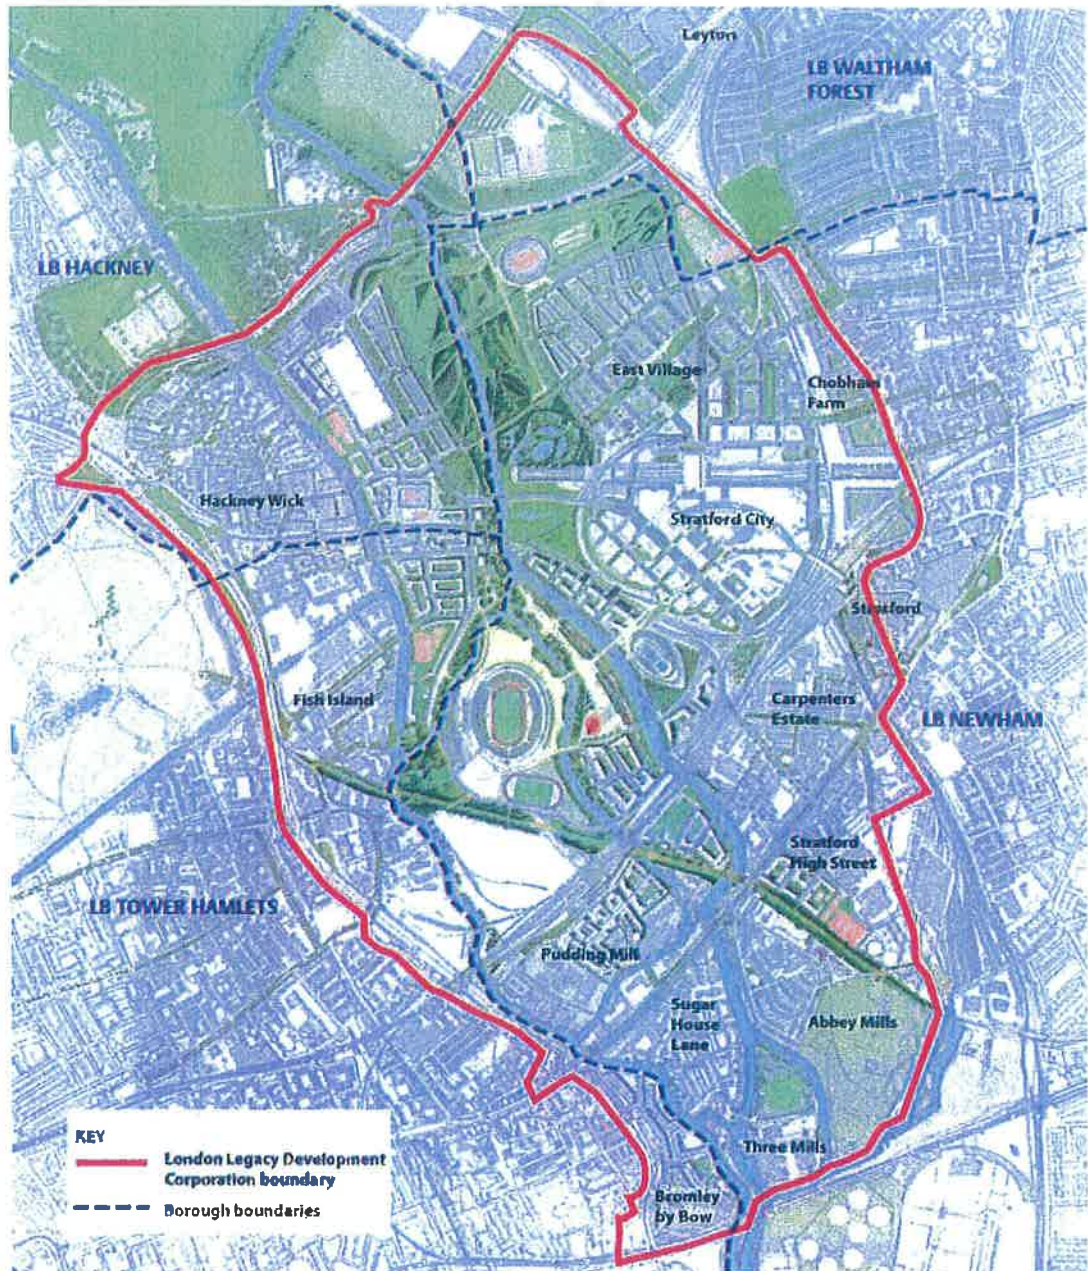 Leyton
LB WALTHAM
FOREST
LB HACKNEY
East Village
Chobham
Farm
Hackney Wick
Stratford City
Stratford
Fish Island
Carpenters
Estate
LB NEWHAM
Stratford
High Street
LB TOWER HAMLETS
Pudding Mill
Sugar
House
Lane
Abbey Mills
Three Mills
Bromley
by Bow
KEY
London Legacy Development
Corporation boundary
Borough boundaries